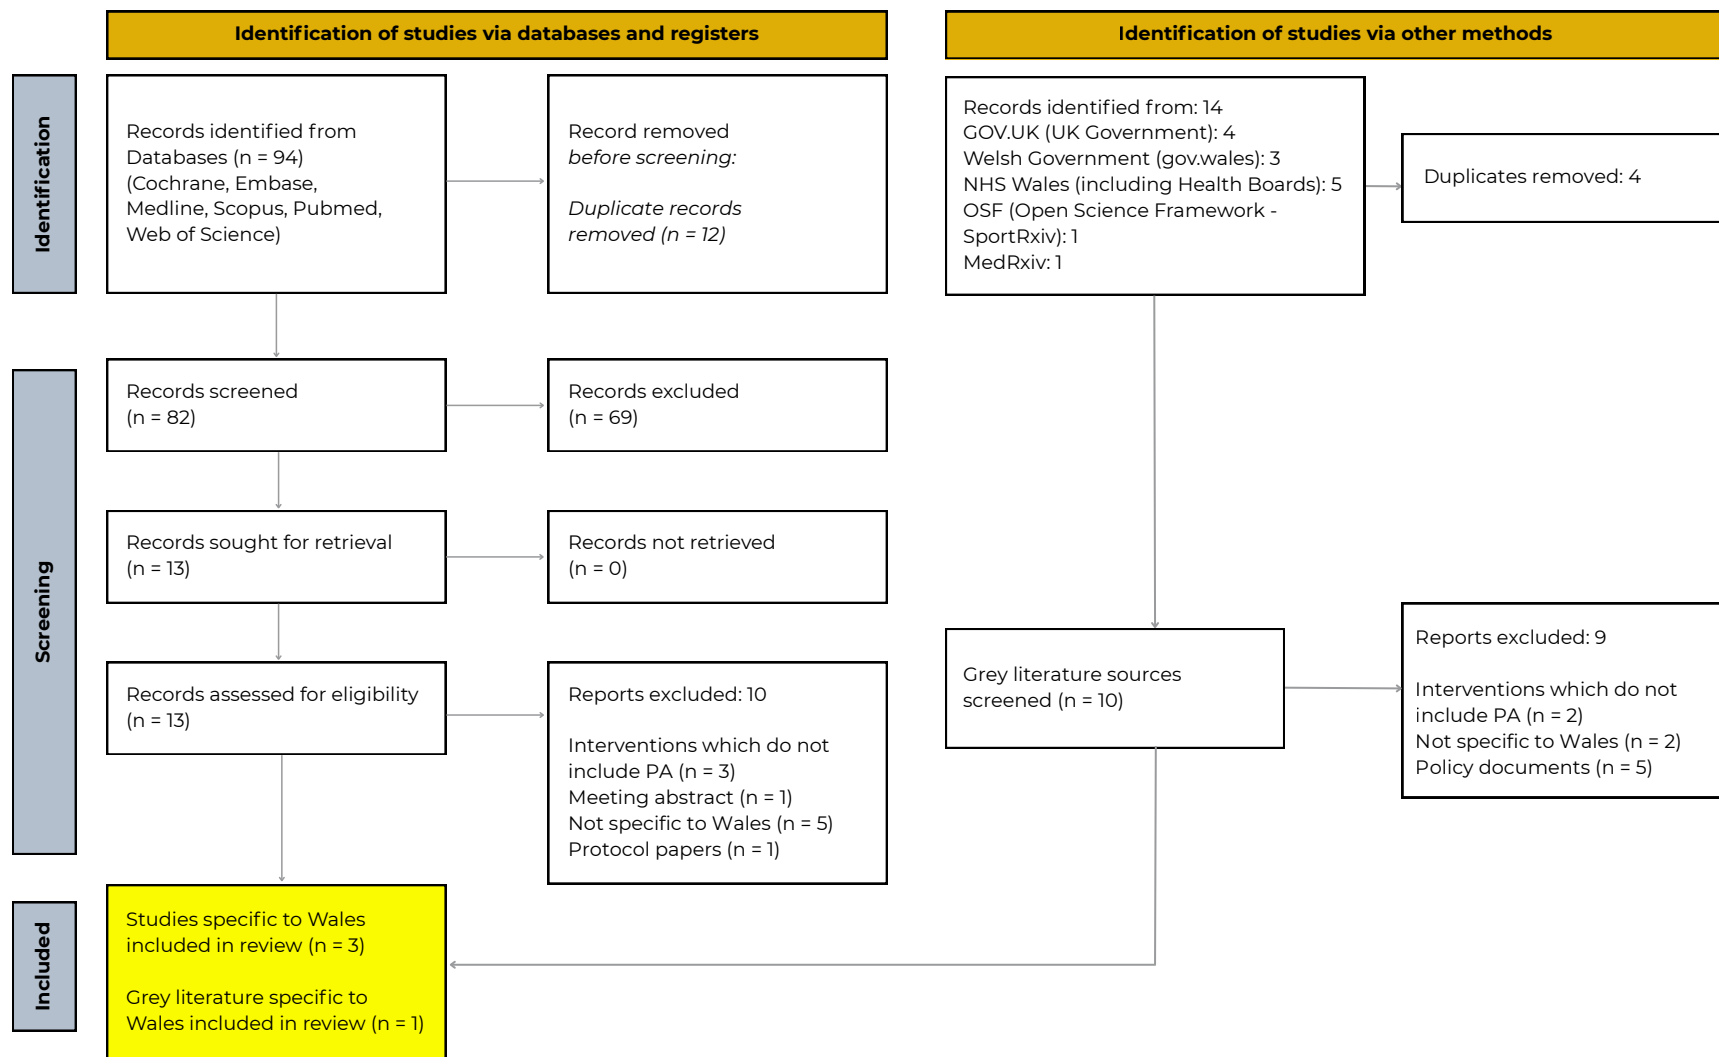 Identification of studies via databases and registers
Identification of studies via other methods
Identification
Records identified from
Databases (n = 94)
(Cochrane, Embase,
Medline, Scopus, Pubmed,
Web of Science)
Record removed
before screening:
Duplicate records
removed (n = 12)
Records identified from: 14
GOV.UK (UK Government): 4
Welsh Government (gov.wales): 3
NHS Wales (including Health Boards): 5
OSF (Open Science Framework -
SportRxiv): 1
MedRxiv: 1
Duplicates removed: 4
Screening
Records screened
(n = 82)
Records excluded
(n = 69)
Records sought for retrieval
(n = 13)
Records not retrieved
(n = 0)
Records assessed for eligibility
(n = 13)
Reports excluded: 10
Interventions which do not
include PA (n = 3)
Meeting abstract (n = 1)
Not specific to Wales (n = 5)
Protocol papers (n = 1)
Grey literature sources
screened (n = 10)
Reports excluded: 9
Interventions which do not
include PA (n = 2)
Not specific to Wales (n = 2)
Policy documents (n = 5)
Included
Studies specific to Wales
included in review (n = 3)
Grey literature specific to
Wales included in review (n = 1)